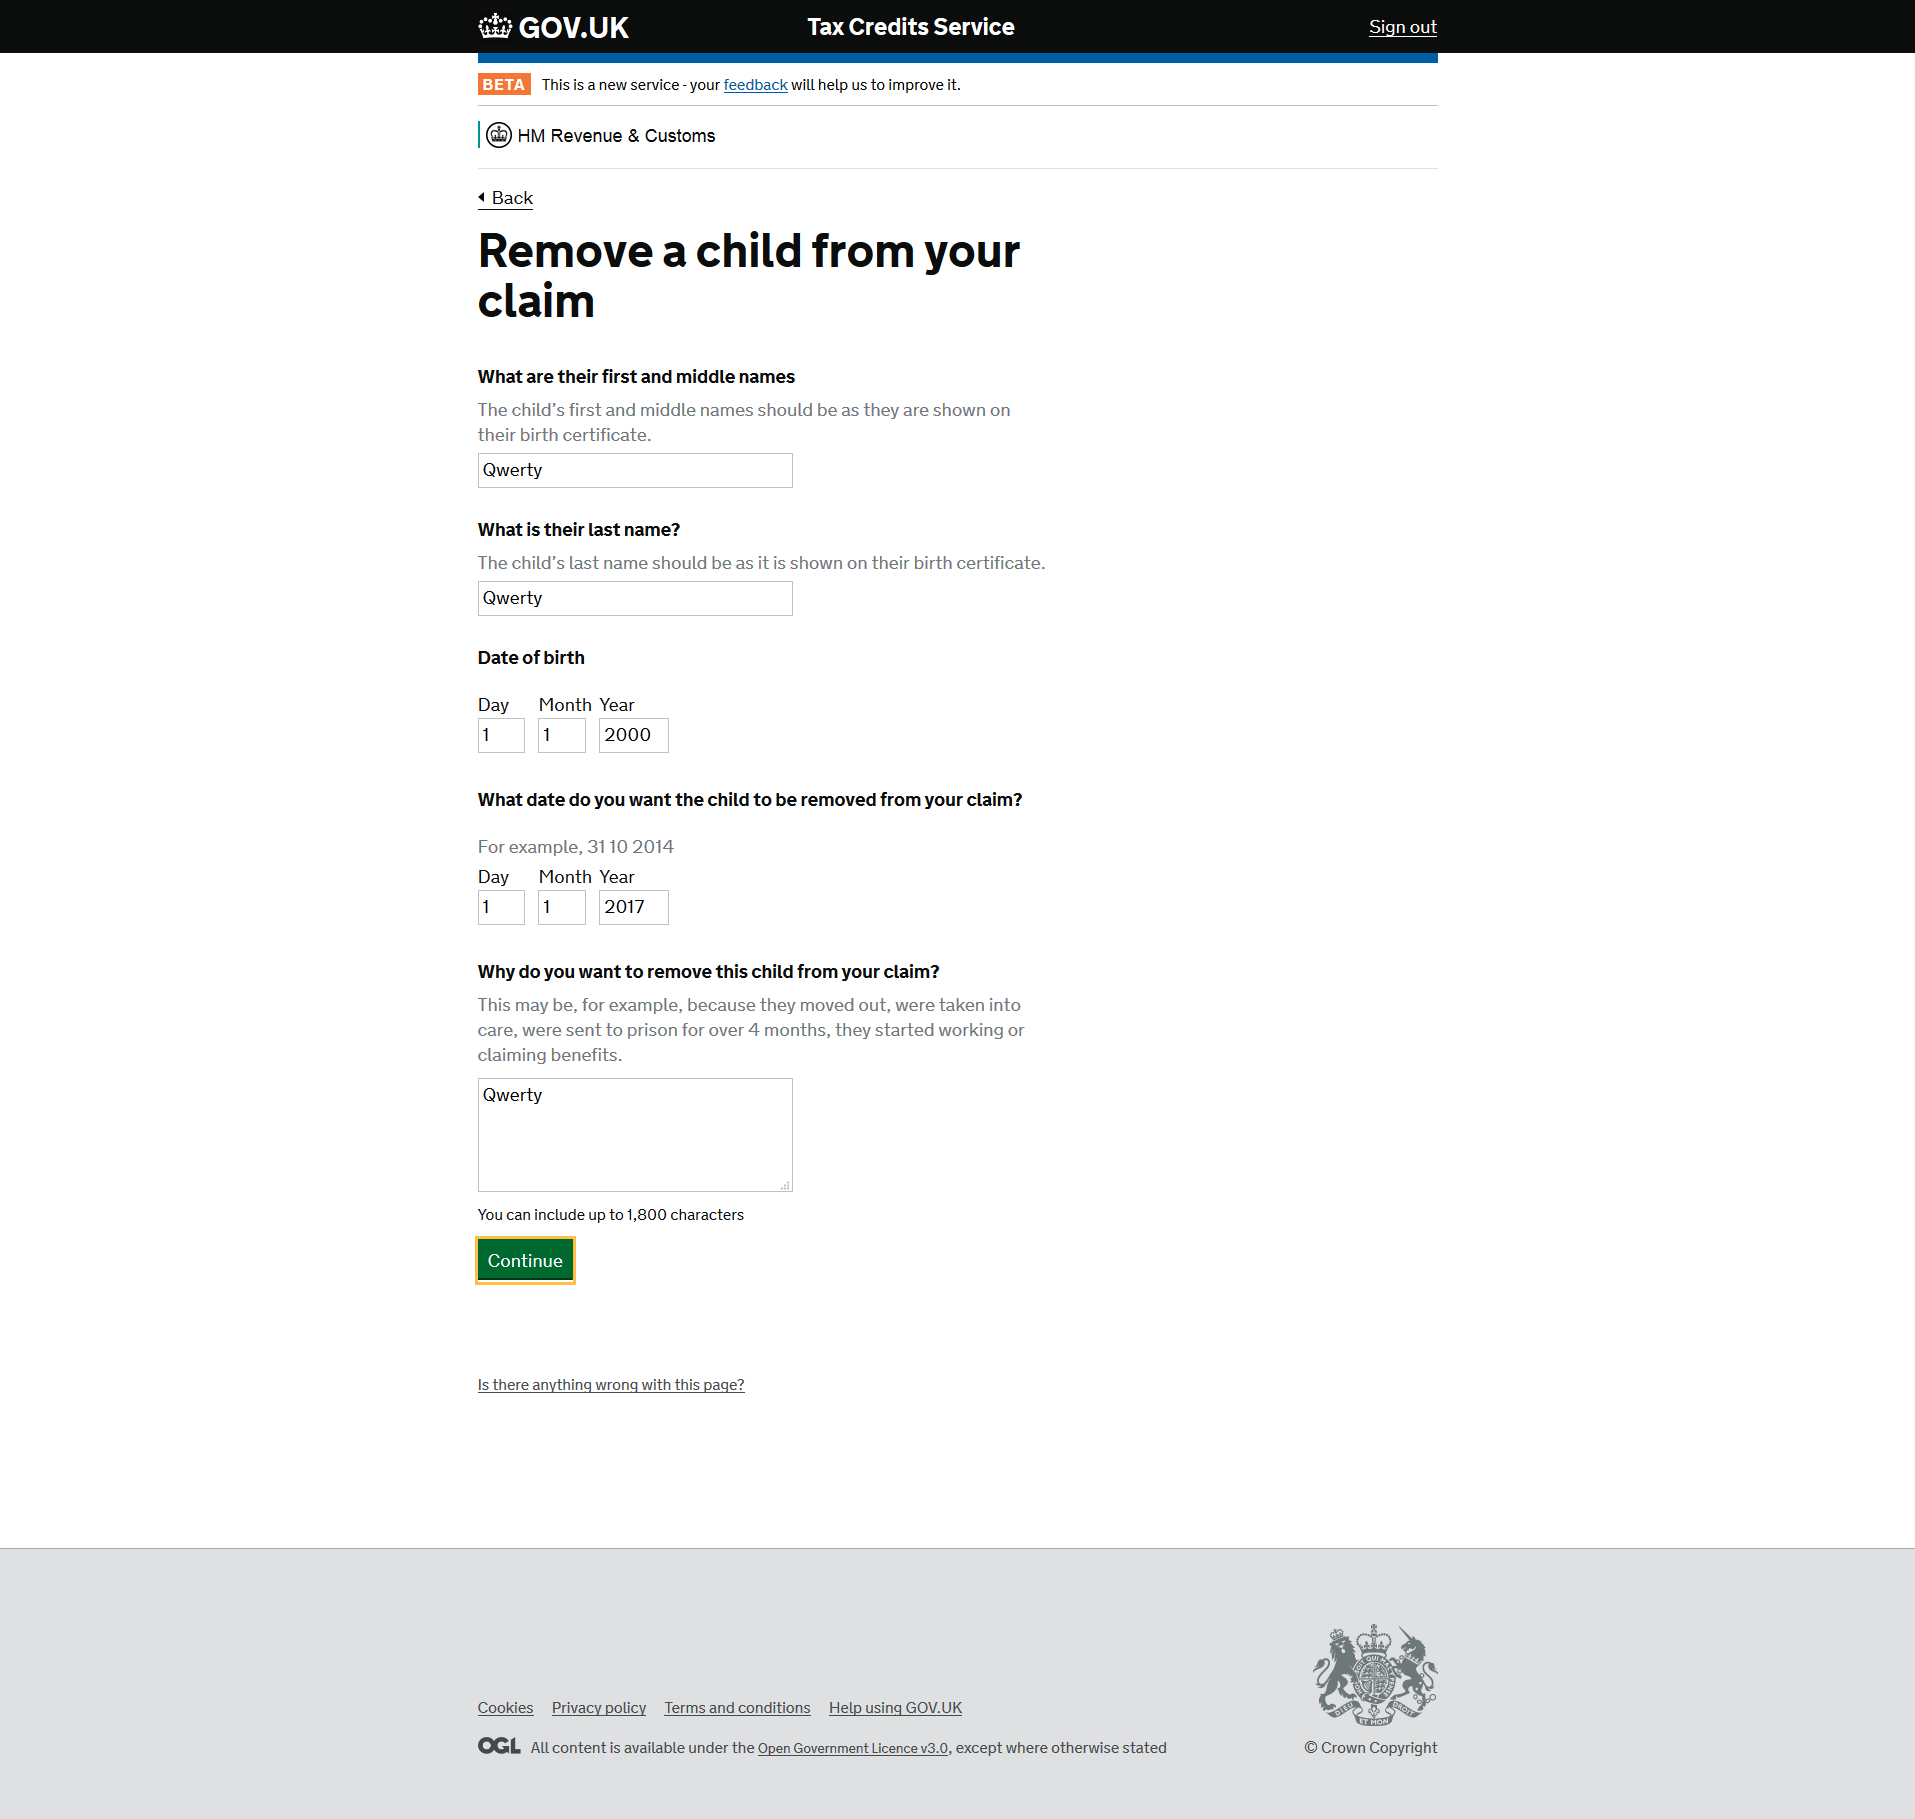 GOV.UK Tax Credits Service Sign out
BETA This is a new service - your feedback will help us to improve it.
HM Revenue & Customs
Back
Remove a child from your
claim
What are their first and middle names
The child’s first and middle names should be as they are shown on
their birth certificate.
Qwerty
What is their last name?
The child’s last name should be as it is shown on their birth certificate.
Qwerty
Date of birth
Day Month Year
1 1 2000
What date do you want the child to be removed from your claim?
For example, 31 10 2014
Day Month Year
1 1 2017
Why do you want to remove this child from your claim?
This may be, for example, because they moved out, were taken into
care, were sent to prison for over 4 months, they started working or
claiming benefits.
Qwerty
You can include up to 1,800 characters
Continue
Is there anything wrong with this page?
Cookies Privacy policy Terms and conditions Help using GOV.UK
OGL All content is available under the Open Government Licence v3.0, except where otherwise stated
© Crown Copyright